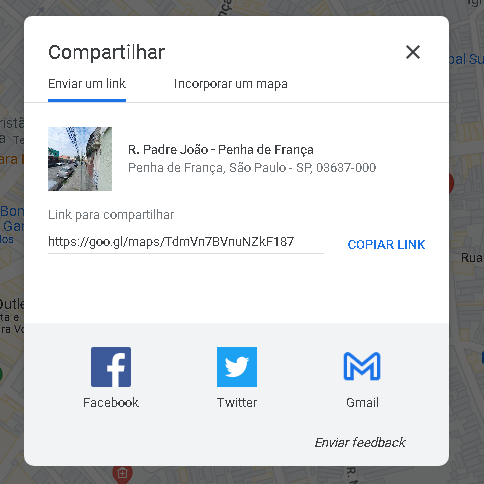 Compartilhar
Enviar um link
Incorporar um mapa
R. Padre João - Penha de França
Penha de França, São Paulo - SP, 03637-000
Link para compartilhar
https://goo.gl/maps/TdmVn7BVnuNZkF187
COPIAR LINK
Facebook
Twitter
Gmail
Enviar feedback
Rua